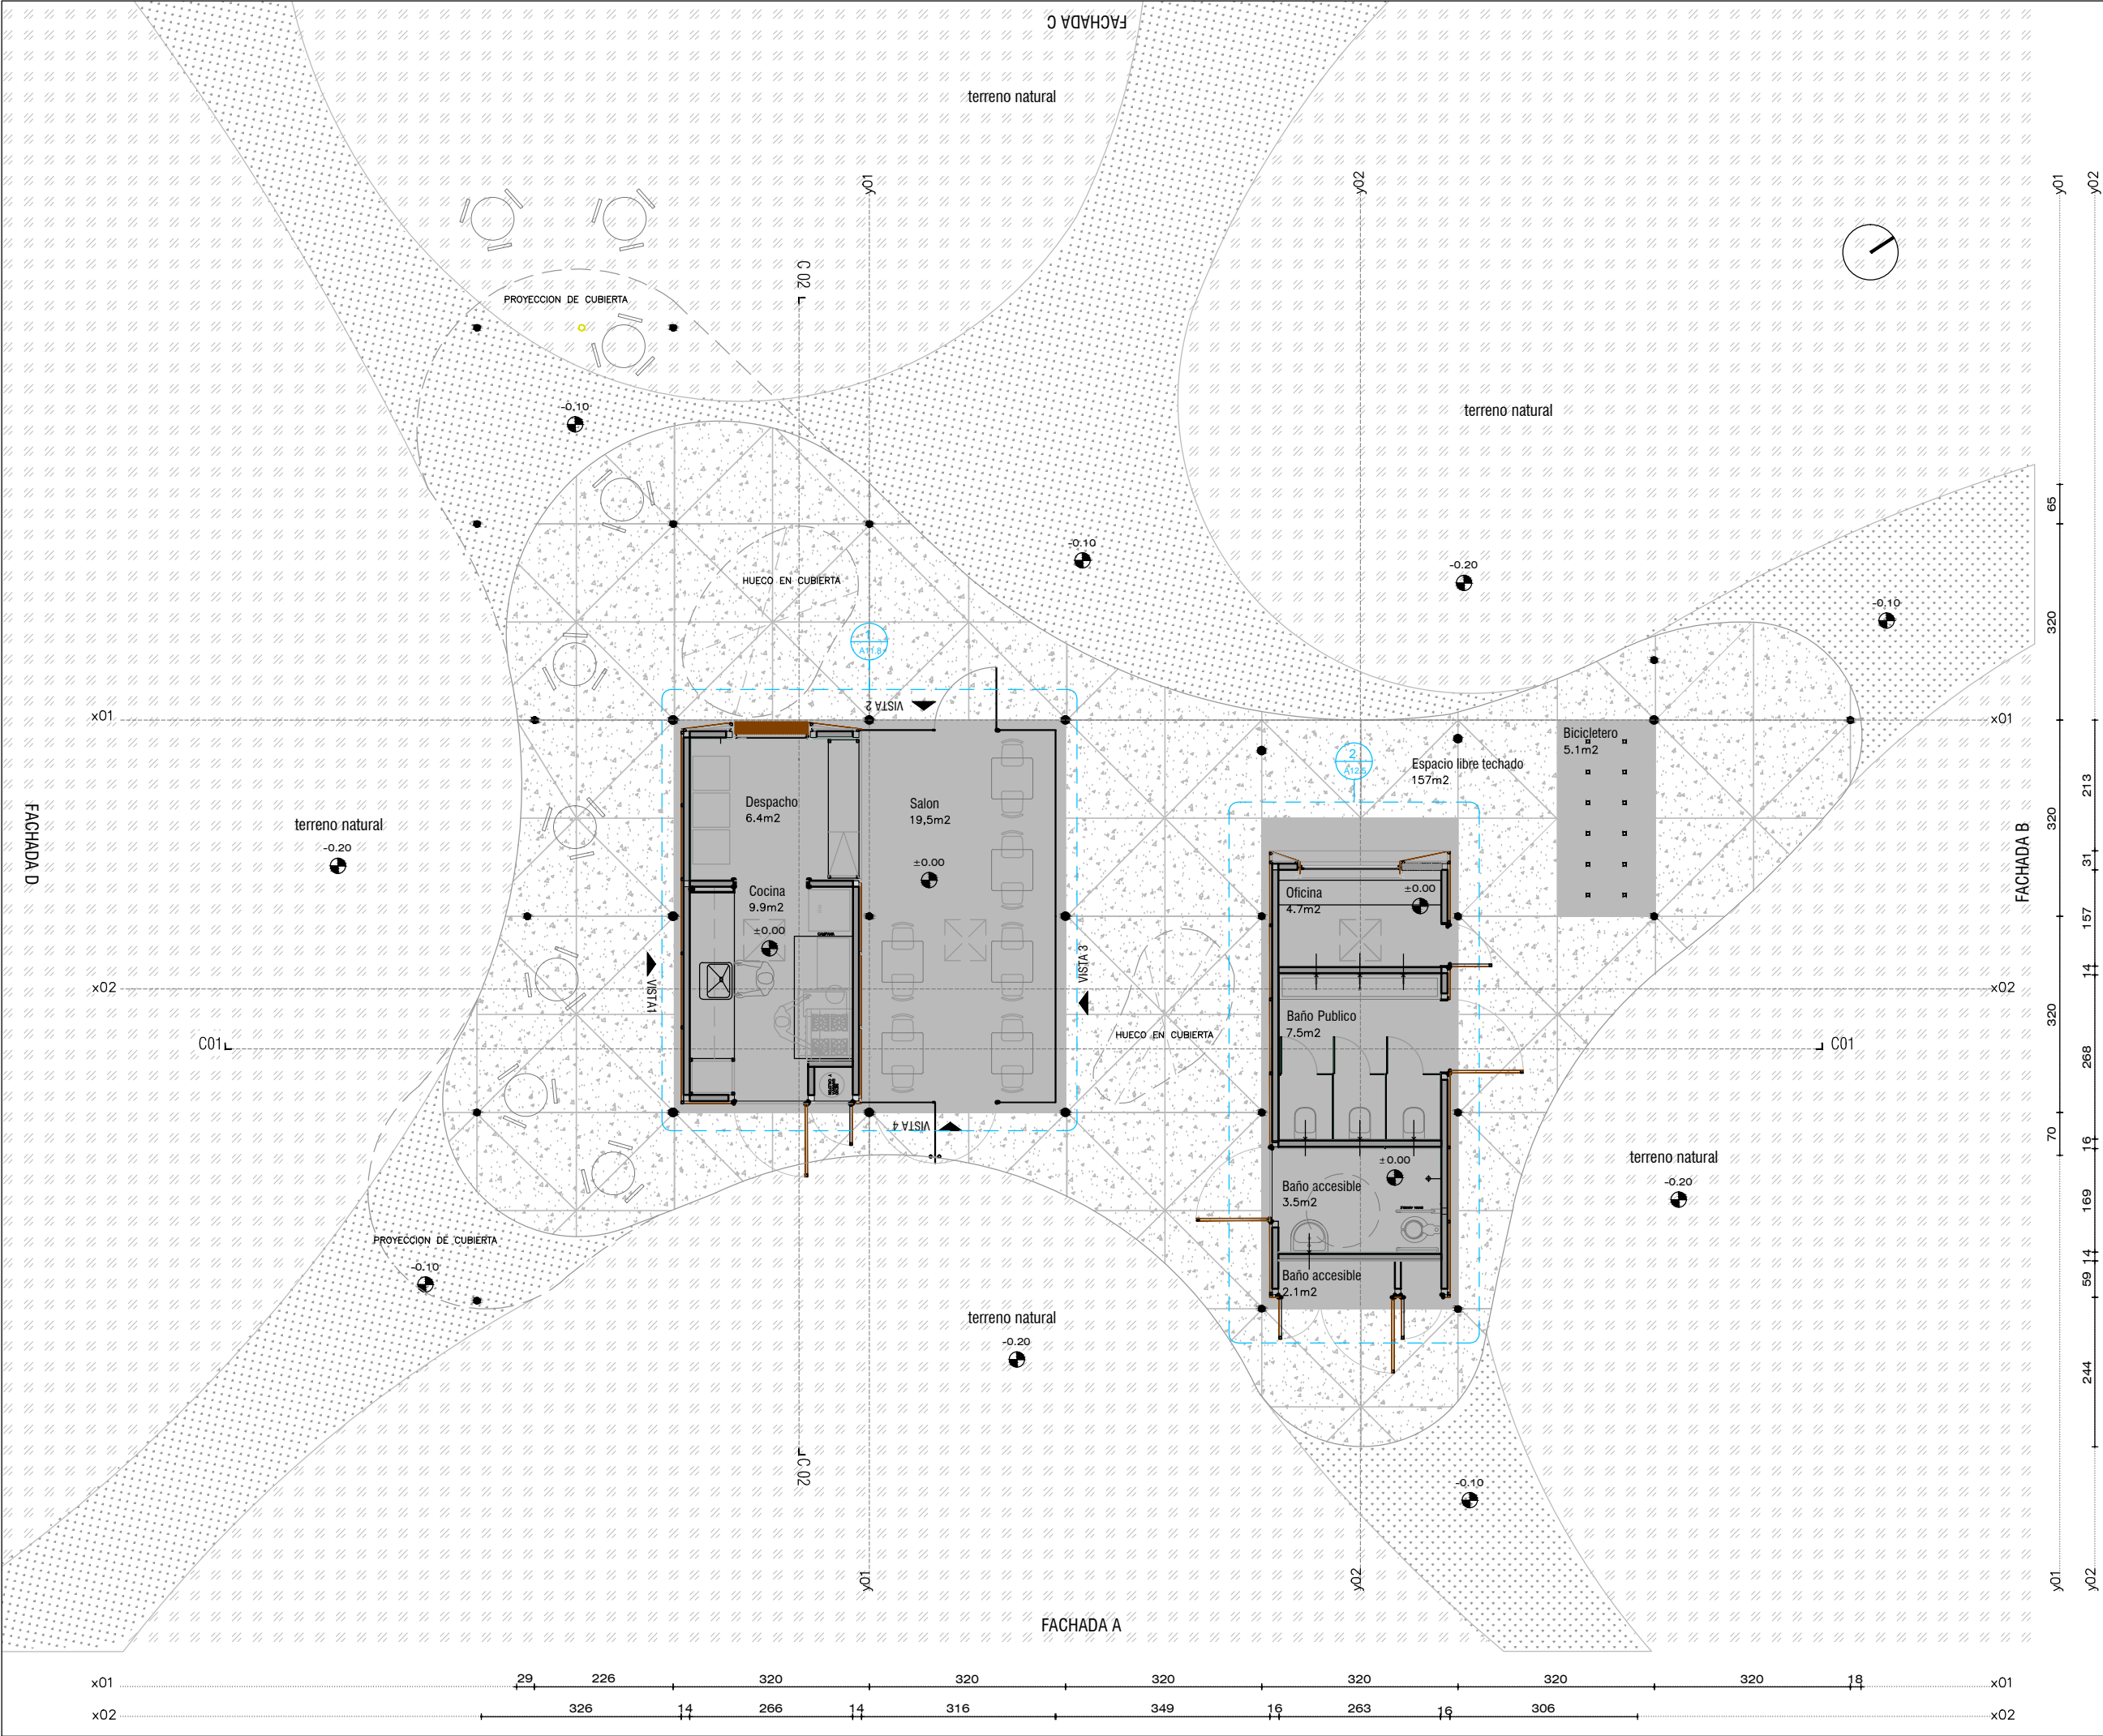 FACHADA C
terreno natural
y01
y02
y01
y02
C 02
PROYECCION DE CUBIERTA
-0.10
terreno natural
65
HUECO EN CUBIERTA
-0.10
-0.20
-0.10
320
1
A11.8
x01
VISTA 2
x01
Bicicletero
5.1m2
2
Espacio libre techado
157m2
FACHADA D
terreno natural
-0.20
Despacho
6.4m2
Salon
19,5m2
±0.00
213
320
31
FACHADA B
Cocina
9.9m2
±0.00
Oficina
4.7m2
±0.00
157
14
VISTA1
VISTA 3
x02
x02
HUECO EN CUBIERTA
Baño Publico
7.5m2
320
268
C01
C01
VISTA 4
70
16
±0.00
terreno natural
-0.20
Baño accesible
3.5m2
169
PROYECCION DE CUBIERTA
-0.10
Baño accesible
2.1m2
14
59
terreno natural
-0.20
244
C 02
-0.10
y01
y02
y01
y02
FACHADA A
x01
29
226
320
320
320
320
320
320
18
x01
x02
326
14
266
14
316
349
16
263
16
306
x02